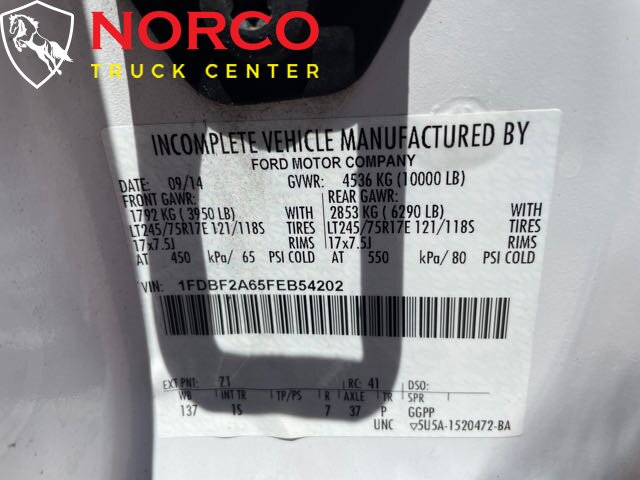 NORCO
TRUCK CENTER
INCOMPLETE VEHICLE MANUFACTURED BY
FORD MOTOR COMPANY
DATE: 09/14 GVWR: 4536 KG (10000 LB)
FRONT GAWR: REAR GAWR:
1792 KG (3950 LB) WITH 2853 KG (6290 LB) WITH
LT245/75R17E 121/118S TIRES LT245/75R17E 121/118S TIRES
17x7.5J RIMS 17x7.5J RIMS
AT 450 kPa/ 65 PSI COLD AT 550 kPa/ 80 PSI COLD
VIN: 1FDBF2A65FEB54202
EXT PNT: Z1 RC: 41 DSO:
WB INT TR TP/PS R AXLE TR SPR
137 1S 7 37 P GGPP
UNC ▽5U5A-1520472-BA